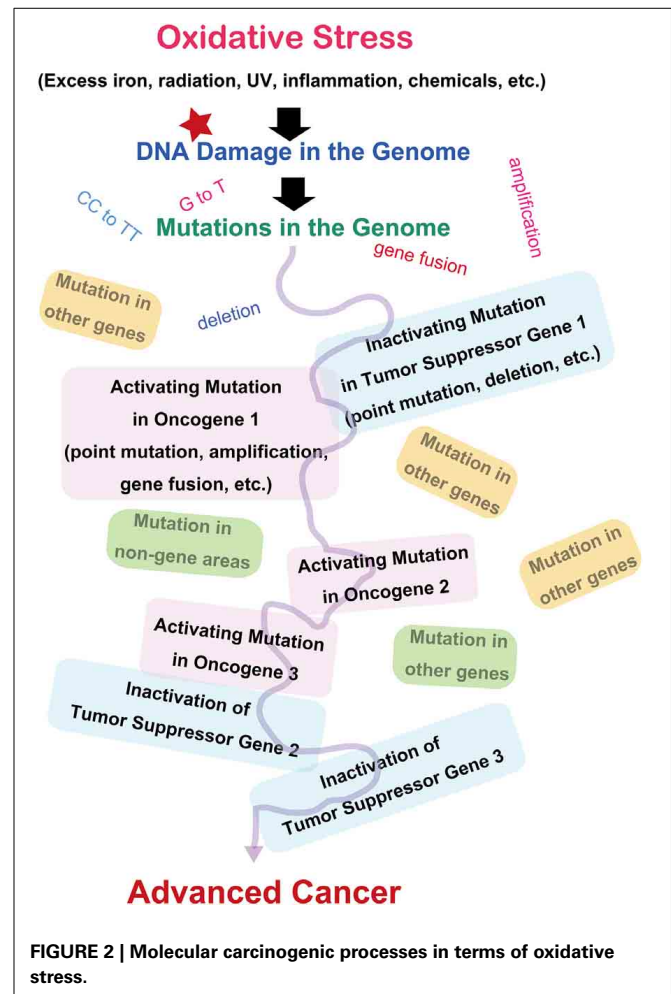 Oxidative Stress
(Excess iron, radiation, UV, inflammation, chemicals, etc.)
DNA Damage in the Genome
CC to TT
G to T
amplification
Mutations in the Genome
gene fusion
Mutation in
other genes
deletion
Inactivating Mutation
in Tumor Suppressor Gene 1
(point mutation, deletion, etc.)
Activating Mutation
in Oncogene 1
(point mutation, amplification,
gene fusion, etc.)
Mutation in
other genes
Mutation in
non-gene areas
Activating Mutation
in Oncogene 2
Mutation in
other genes
Activating Mutation
in Oncogene 3
Mutation in
other genes
Inactivation of
Tumor Suppressor Gene 2
Inactivation of
Tumor Suppressor Gene 3
Advanced Cancer
FIGURE 2 | Molecular carcinogenic processes in terms of oxidative
stress.